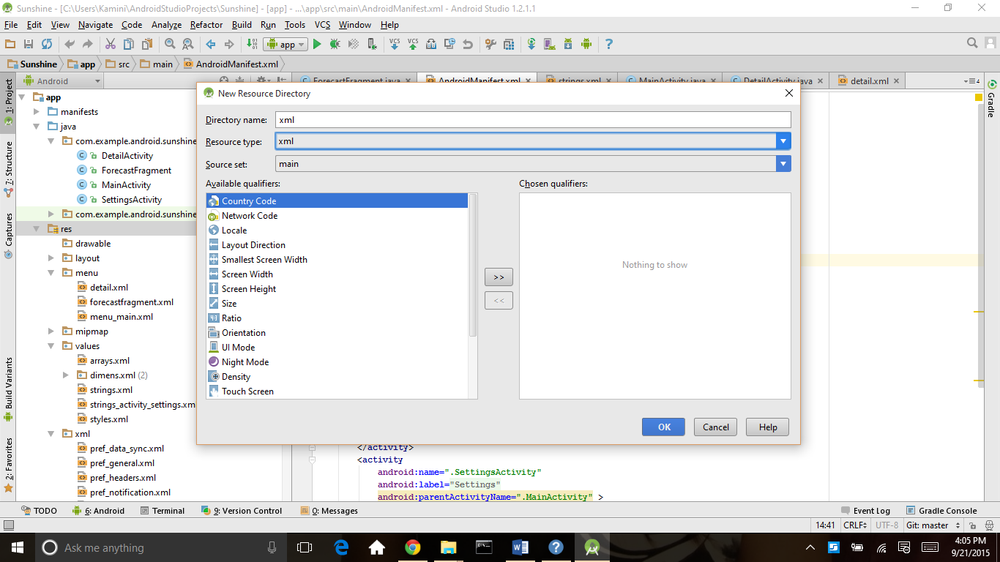 Sunshine - [C:\Users\Kamini\AndroidStudioProjects\Sunshine] - [app] - ...\app\src\main\AndroidManifest.xml - Android Studio 1.2.1.1
File Edit View Navigate Code Analyze Refactor Build Run Tools VCS Window Help
app
VCS VCS
Sunshine app src main AndroidManifest.xml
Android
ForecastFragment.java AndroidManifest.xml strings.xml MainActivity.java DetailActivity.java detail.xml
4
1: Project
7: Structure
Captures
Build Variants
2: Favorites
app
manifests
java
com.example.android.sunshine
DetailActivity
ForecastFragment
MainActivity
SettingsActivity
com.example.android.sunshine
res
drawable
layout
menu
detail.xml
forecastfragment.xml
menu_main.xml
mipmap
values
arrays.xml
dimens.xml (2)
strings.xml
strings_activity_settings.xm
styles.xml
xml
pref_data_sync.xml
pref_general.xml
pref_headers.xml
pref_notification.xml
New Resource Directory
Directory name: xml
Resource type: xml
Source set: main
Available qualifiers:
Country Code
Network Code
Locale
Layout Direction
Smallest Screen Width
Screen Width
Screen Height
Size
Ratio
Orientation
UI Mode
Night Mode
Density
Touch Screen
>>
<<
Chosen qualifiers:
Nothing to show
OK Cancel Help
</activity>
<activity
android:name=".SettingsActivity"
android:label="Settings"
android:parentActivityName=".MainActivity" >
Gradle
TODO 6: Android Terminal 9: Version Control 0: Messages Event Log Gradle Console
14:41 CRLF UTF-8 Git: master
Ask me anything
4:05 PM
9/21/2015